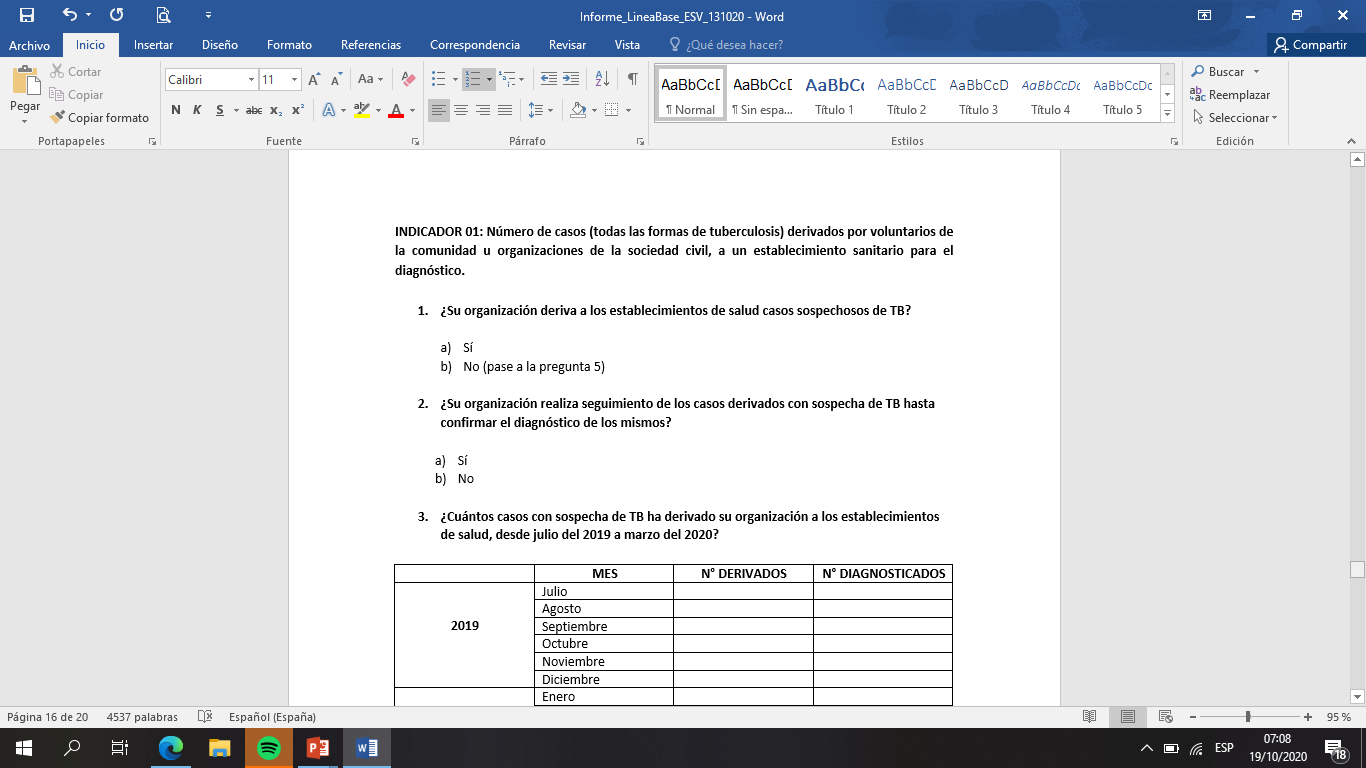 Informe_LineaBase_ESV_131020 - Word
Archivo Inicio Insertar Diseño Formato Referencias Correspondencia Revisar Vista ¿Qué desea hacer? Compartir
Pegar
Cortar
Copiar
Copiar formato
Portapapeles
Calibri 11
N K S abc x₂ x²
Fuente
Párrafo
AaBbCcI AaBbCcI AaBbCc AaBbCcD AaBbCcD AaBbCcDc AaBbCcDc
¶ Normal ¶ Sin espa... Título 1 Título 2 Título 3 Título 4 Título 5
Estilos
Buscar
Reemplazar
Seleccionar
Edición
INDICADOR 01: Número de casos (todas las formas de tuberculosis) derivados por voluntarios de
la comunidad u organizaciones de la sociedad civil, a un establecimiento sanitario para el
diagnóstico.
1. ¿Su organización deriva a los establecimientos de salud casos sospechosos de TB?
a) Sí
b) No (pase a la pregunta 5)
2. ¿Su organización realiza seguimiento de los casos derivados con sospecha de TB hasta
confirmar el diagnóstico de los mismos?
a) Sí
b) No
3. ¿Cuántos casos con sospecha de TB ha derivado su organización a los establecimientos
de salud, desde julio del 2019 a marzo del 2020?
MES N° DERIVADOS N° DIAGNOSTICADOS
2019
Julio
Agosto
Septiembre
Octubre
Noviembre
Diciembre
Enero
Página 16 de 20 4537 palabras Español (España) 95 %
ESP
07:08
19/10/2020
18